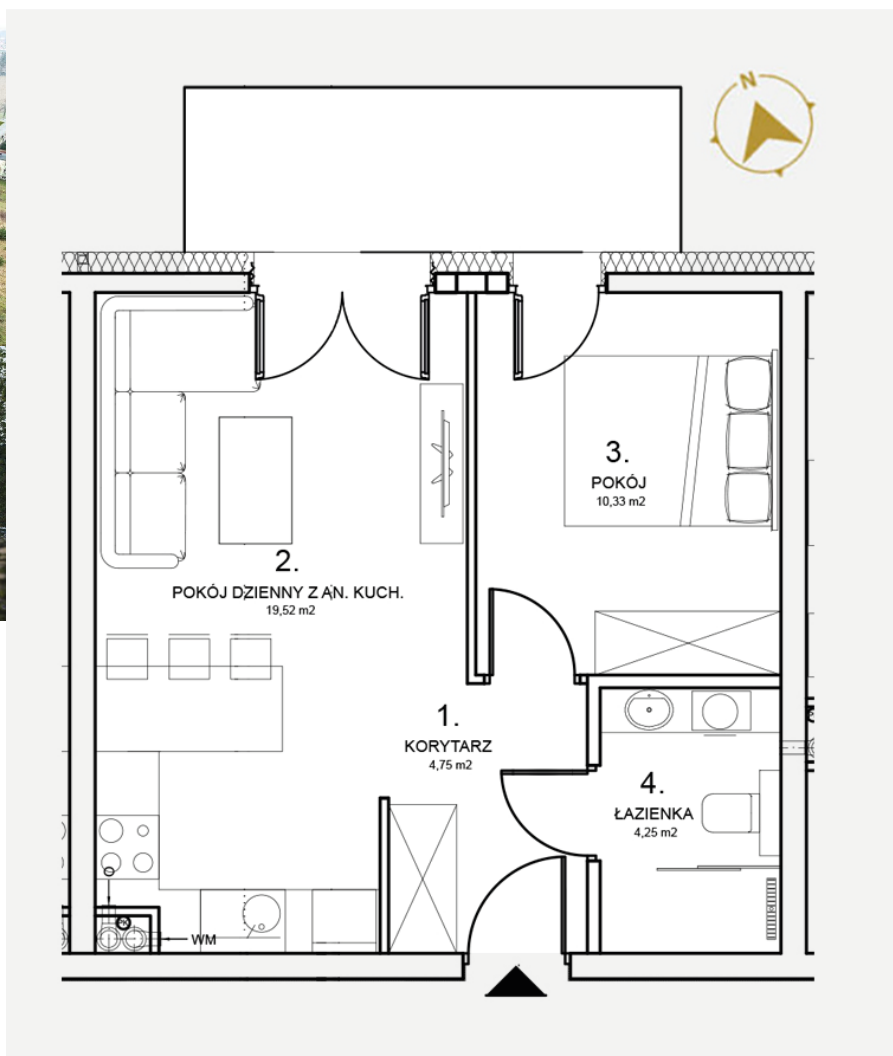 N
3.
POKÓJ
10,33 m2
2.
POKÓJ DZIENNY Z AN. KUCH.
19,52 m2
1.
KORYTARZ
4,75 m2
4.
ŁAZIENKA
4,25 m2
WM